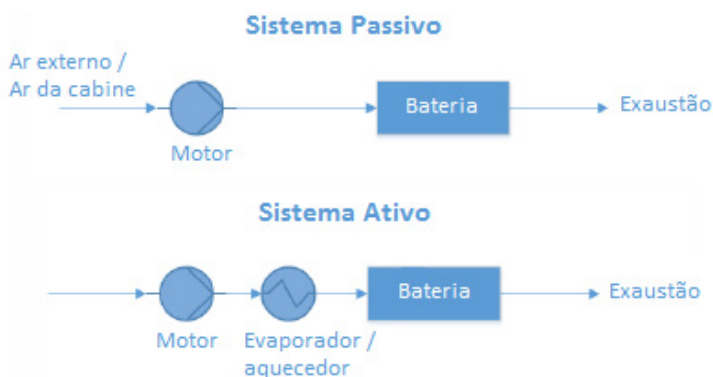 Sistema Passivo
Ar externo /
Ar da cabine
Motor
Bateria
Exaustão
Sistema Ativo
Motor
Evaporador /
aquecedor
Bateria
Exaustão